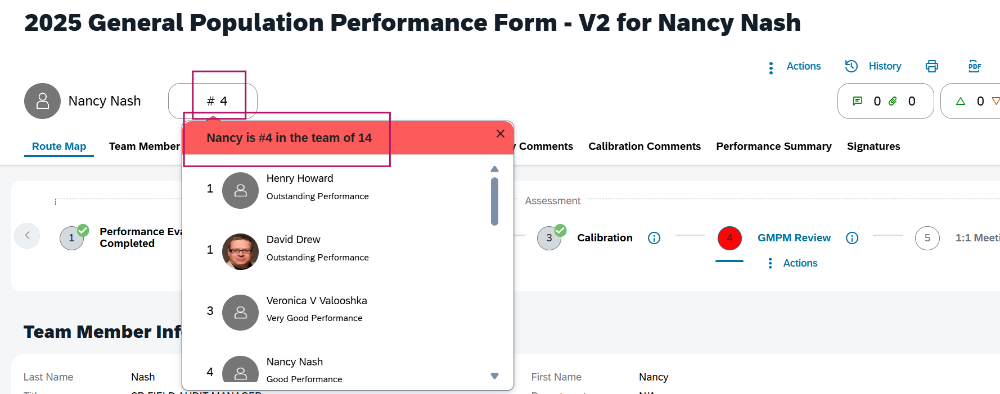 2025 General Population Performance Form - V2 for Nancy Nash
Actions
History
PDF
Nancy Nash
# 4
0
0
0
Nancy is #4 in the team of 14
Route Map
Team Member
Comments
Calibration Comments
Performance Summary
Signatures
1
Henry Howard
Outstanding Performance
1
David Drew
Outstanding Performance
3
Veronica V Valooshka
Very Good Performance
4
Nancy Nash
Good Performance
Assessment
1
Performance Eva
Completed
3
Calibration
4
GMPM Review
Actions
5
1:1 Meeti
Team Member Inf
Last Name
Nash
First Name
Nancy
SR FIELD AUDIT MANAGER
N/A